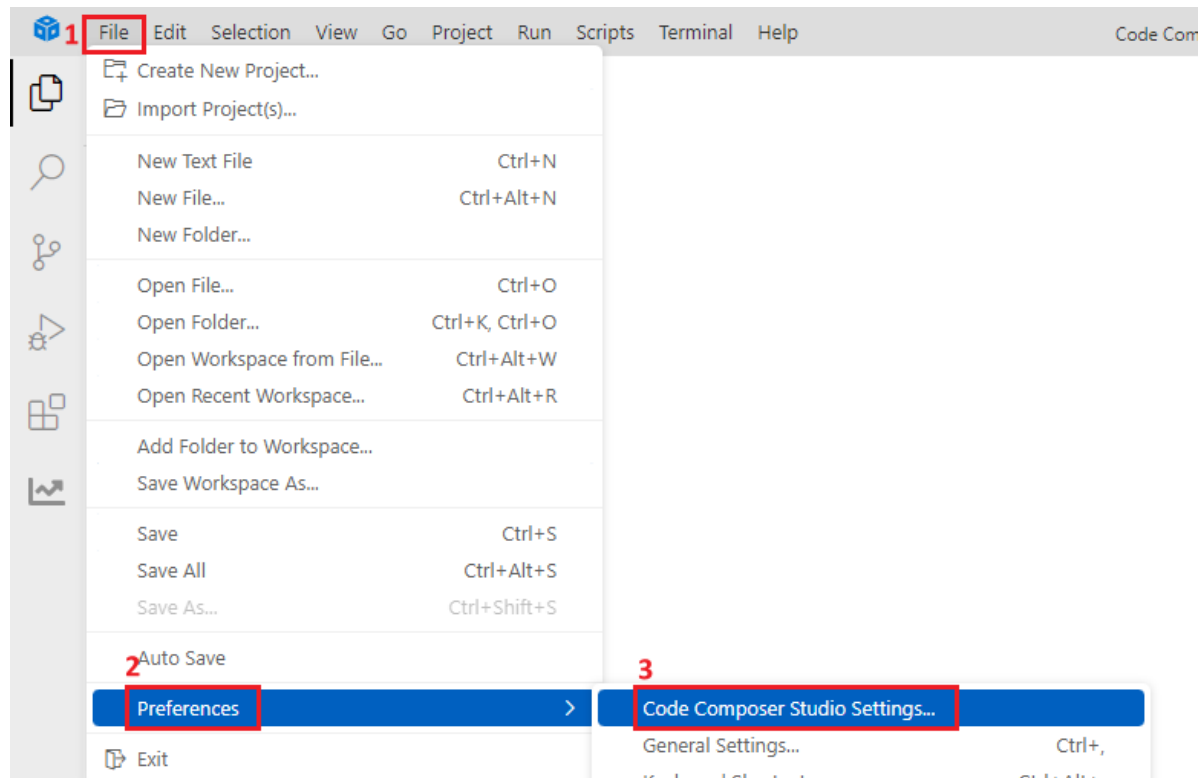 1 File Edit Selection View Go Project Run Scripts Terminal Help Code Com
Create New Project...
Import Project(s)...
New Text File Ctrl+N
New File... Ctrl+Alt+N
New Folder...
Open File... Ctrl+O
Open Folder... Ctrl+K, Ctrl+O
Open Workspace from File... Ctrl+Alt+W
Open Recent Workspace... Ctrl+Alt+R
Add Folder to Workspace...
Save Workspace As...
Save Ctrl+S
Save All Ctrl+Alt+S
Save As... Ctrl+Shift+S
Auto Save
2 3
Preferences Code Composer Studio Settings...
General Settings... Ctrl+,
Exit